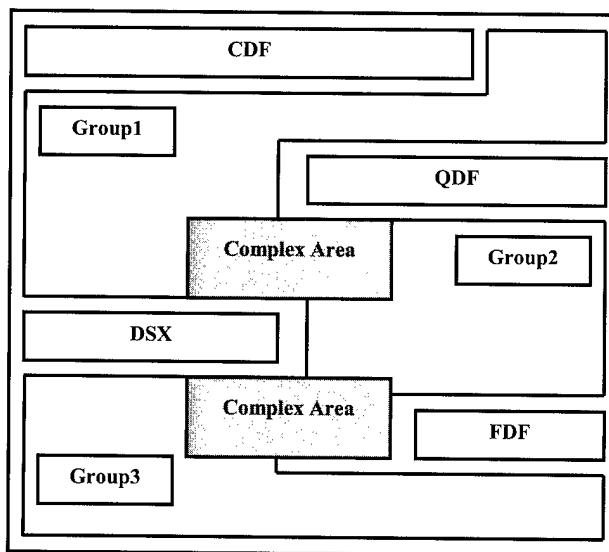 CDF
Group1
QDF
Complex Area
Group2
DSX
Complex Area
FDF
Group3